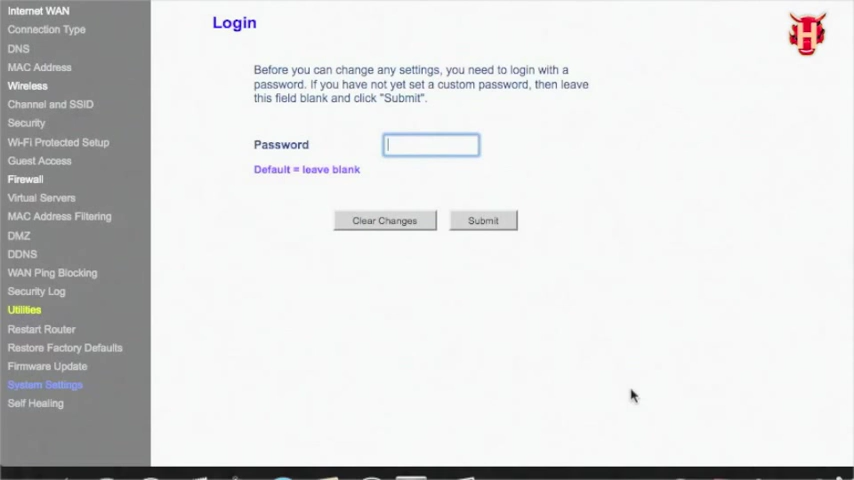 Internet WAN
Connection Type
DNS
MAC Address
Wireless
Channel and SSID
Security
Wi-Fi Protected Setup
Guest Access
Firewall
Virtual Servers
MAC Address Filtering
DMZ
DDNS
WAN Ping Blocking
Security Log
Utilities
Restart Router
Restore Factory Defaults
Firmware Update
System Settings
Self Healing
Login
Before you can change any settings, you need to login with a
password. If you have not yet set a custom password, then leave
this field blank and click "Submit".
Password
Default = leave blank
Clear Changes Submit
H